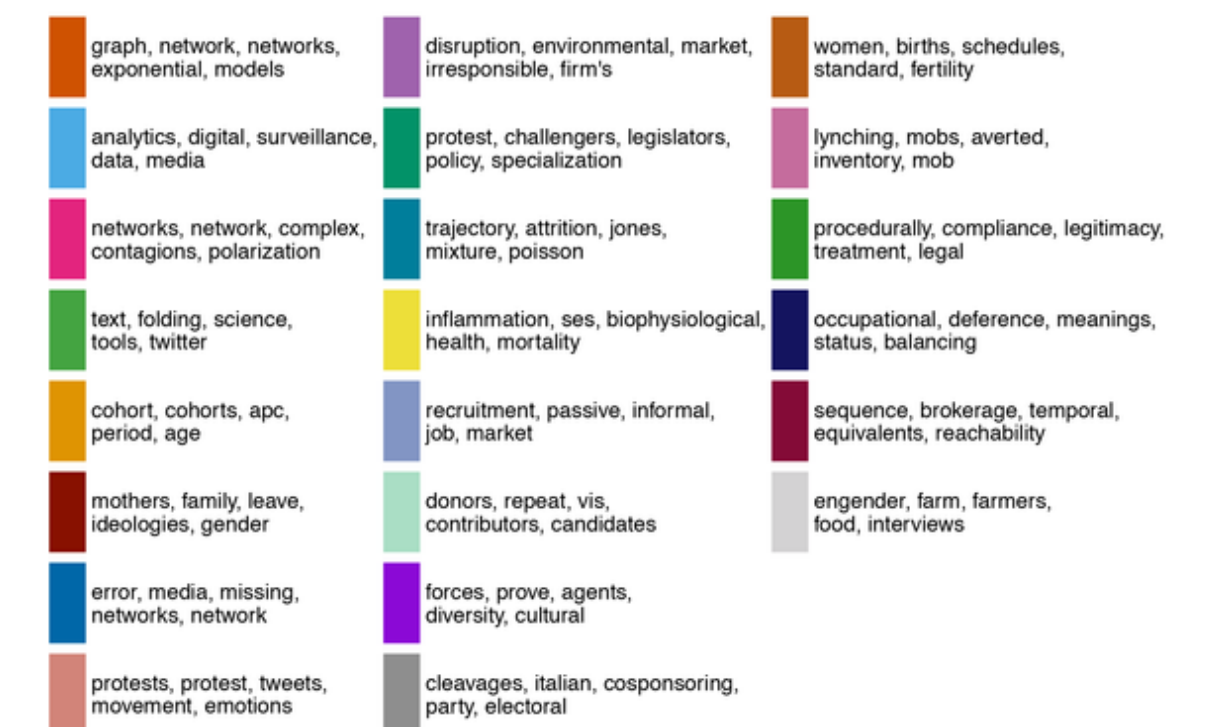 graph, network, networks,
exponential, models
analytics, digital, surveillance,
data, media
networks, network, complex,
contagions, polarization
text, folding, science,
tools, twitter
cohort, cohorts, apc,
period, age
mothers, family, leave,
ideologies, gender
error, media, missing,
networks, network
protests, protest, tweets,
movement, emotions
disruption, environmental, market,
irresponsible, firm's
protest, challengers, legislators,
policy, specialization
trajectory, attrition, jones,
mixture, poisson
inflammation, ses, biophysiological,
health, mortality
recruitment, passive, informal,
job, market
donors, repeat, vis,
contributors, candidates
forces, prove, agents,
diversity, cultural
cleavages, italian, cosponsoring,
party, electoral
women, births, schedules,
standard, fertility
lynching, mobs, averted,
inventory, mob
procedurally, compliance, legitimacy,
treatment, legal
occupational, deference, meanings,
status, balancing
sequence, brokerage, temporal,
equivalents, reachability
engender, farm, farmers,
food, interviews